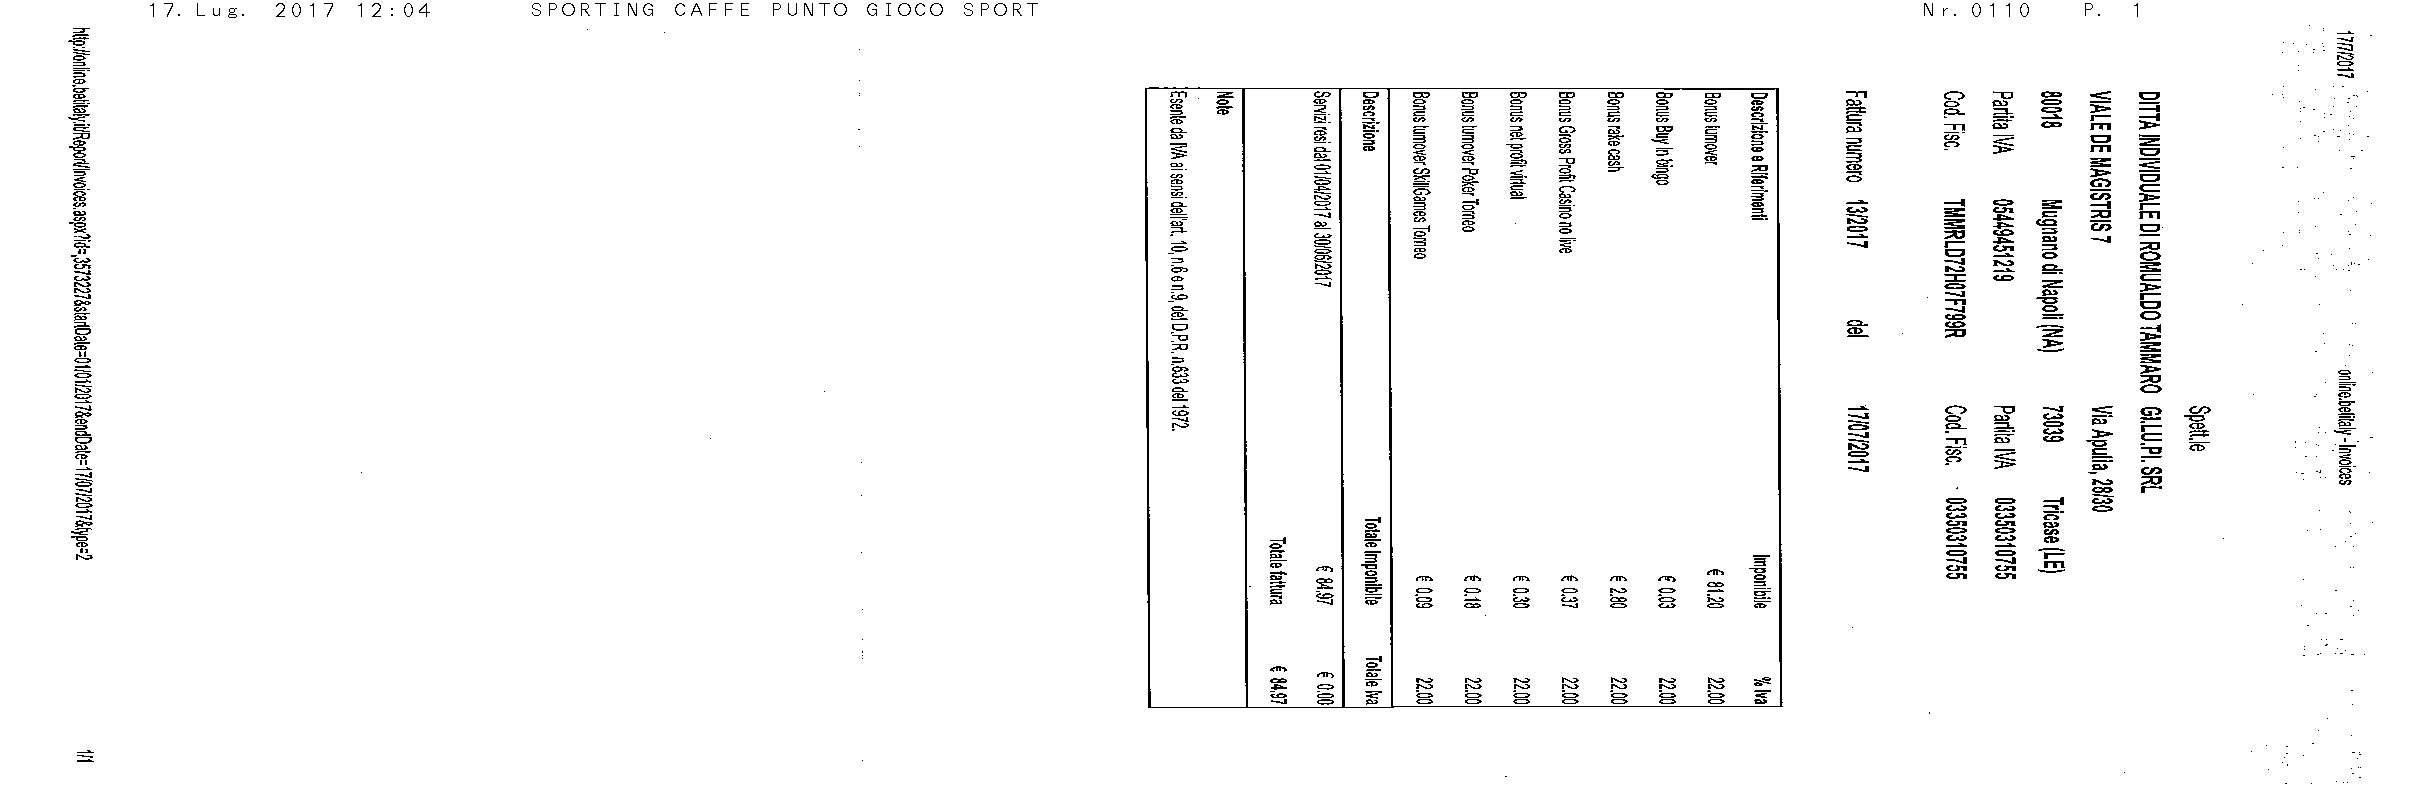 17. Lug. 2017 12:04 SPORTING CAFFE PUNTO GIOCO SPORT Nr. 0110 P. 1
17/7/2017 online.betitaly - Invoices
Spett.le
DITTA INDIVIDUALE DI ROMUALDO TAMMARO GI.LU.PI. SRL
VIALE DE MAGISTRIS 7 Via Apulia, 28/30
80018 Mugnano di Napoli (NA) 73039 Tricase (LE)
Partita IVA 05449451219 Partita IVA 03350310755
Cod. Fisc. TMMRLD72H07F799R Cod. Fisc. 03350310755
Fattura numero 13/2017 del 17/07/2017
Descrizione e Riferimenti Imponibile % Iva
Bonus turnover € 81.20 22.00
Bonus Buy In bingo € 0.03 22.00
Bonus rake cash € 2.80 22.00
Bonus Gross Profit Casino no live € 0.37 22.00
Bonus net profit virtual € 0.30 22.00
Bonus turnover Poker Torneo € 0.18 22.00
Bonus turnover SkillGames Torneo € 0.09 22.00
Descrizione Totale Imponibile Totale Iva
Servizi resi dal 01/04/2017 al 30/06/2017 € 84.97 € 0.00
Totale fattura € 84.97
Note
Esente da IVA ai sensi dell'art. 10, n.6 e n.9, del D.P.R. n.633 del 1972.
http://online.betitaly.it/Report/Invoices.aspx?id=,3573227&startDate=01/01/2017&endDate=17/07/2017&type=2 1/1